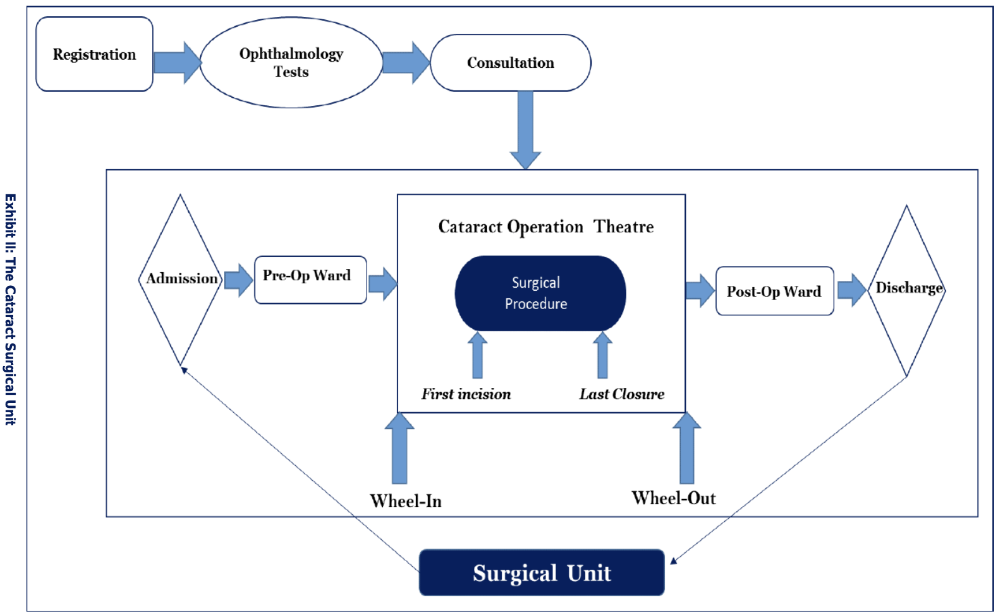 Exhibit II: The Cataract Surgical Unit
Registration
Ophthalmology
Tests
Consultation
Admission
Pre-Op Ward
Cataract Operation Theatre
Surgical
Procedure
First incision
Last Closure
Post-Op Ward
Discharge
Wheel-In
Wheel-Out
Surgical Unit